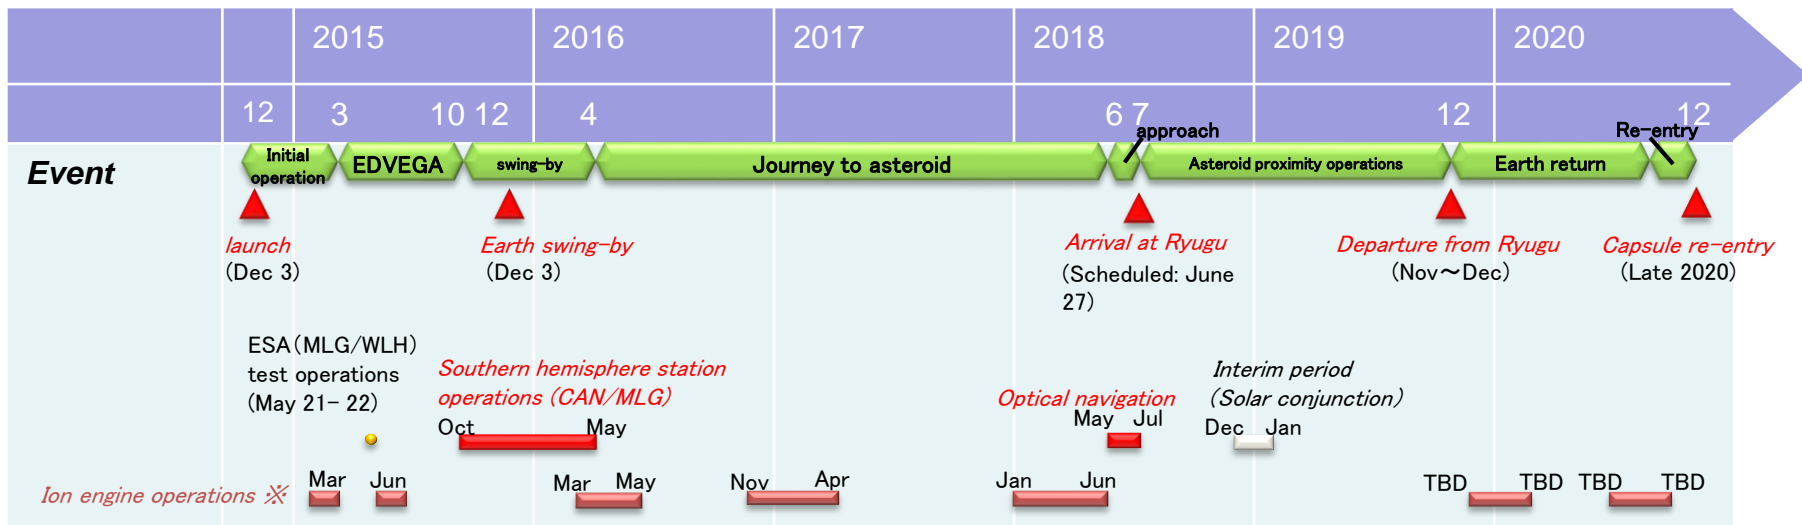 2015 2016 2017 2018 2019 2020
12 3 10 12 4 6 7 12 12
approach Re-entry
Event
Initial operation
EDVEGA
swing-by
Journey to asteroid
Asteroid proximity operations
Earth return
launch
(Dec 3)
Earth swing-by
(Dec 3)
Arrival at Ryugu
(Scheduled: June
27)
Departure from Ryugu
(Nov～Dec)
Capsule re-entry
(Late 2020)
ESA(MLG/WLH)
test operations
(May 21- 22)
Southern hemisphere station
operations (CAN/MLG)
Oct May
Optical navigation
May Jul
Interim period
(Solar conjunction)
Dec Jan
Ion engine operations ※
Mar Jun Mar May Nov Apr Jan Jun TBD TBD TBD TBD